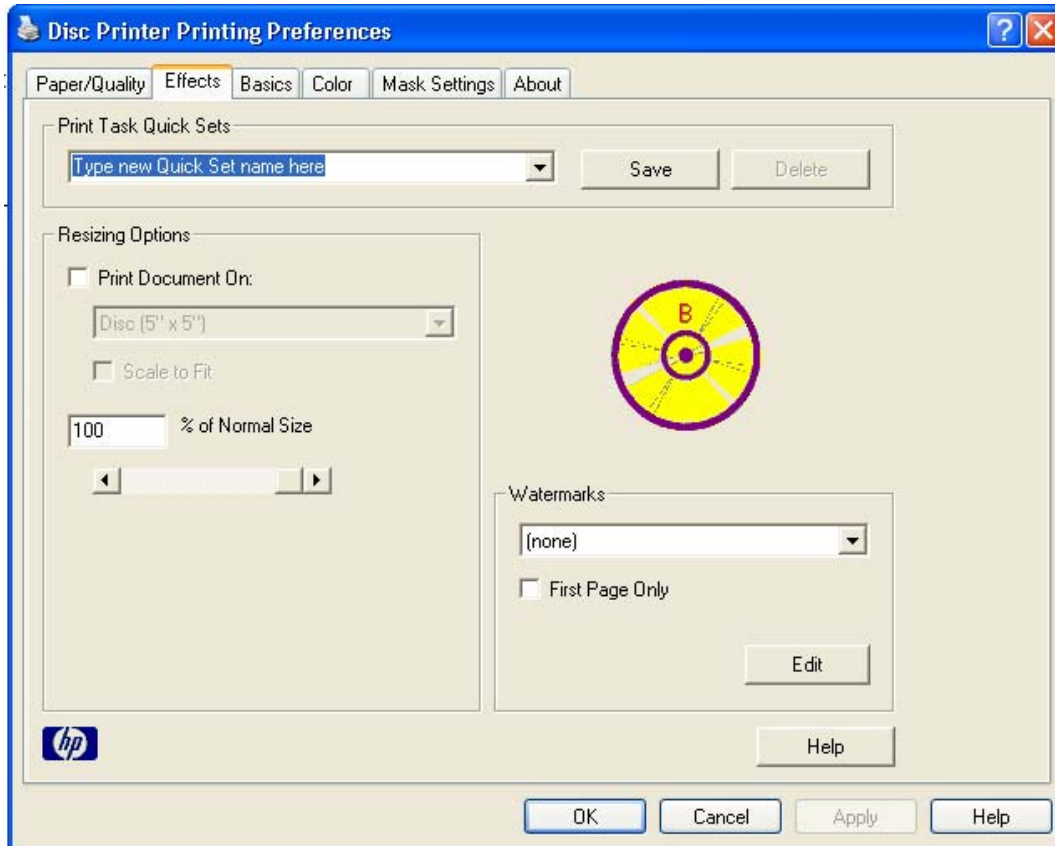 Disc Printer Printing Preferences
Paper/Quality Effects Basics Color Mask Settings About
Print Task Quick Sets
Type new Quick Set name here
Save
Delete
Resizing Options
Print Document On:
Disc (5" x 5")
Scale to Fit
100 % of Normal Size
B
Watermarks
(none)
First Page Only
Edit
hp
Help
OK Cancel Apply Help